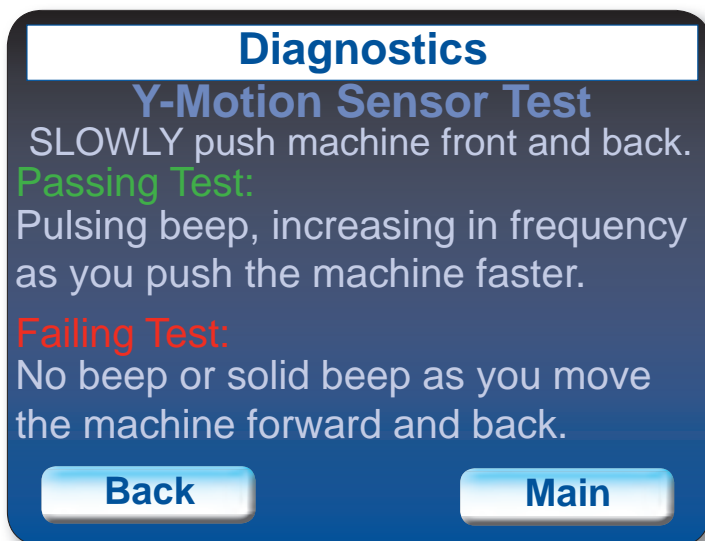 Diagnostics
Y-Motion Sensor Test
SLOWLY push machine front and back.
Passing Test:
Pulsing beep, increasing in frequency
as you push the machine faster.
Failing Test:
No beep or solid beep as you move
the machine forward and back.
Back
Main